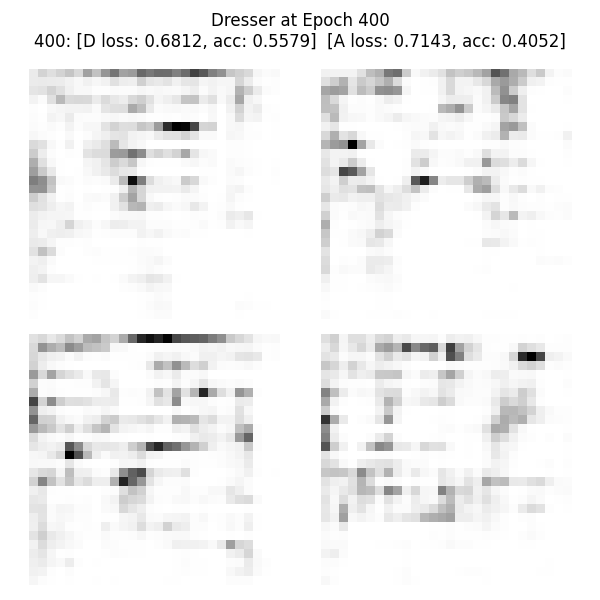 Dresser at Epoch 400
400: [D loss: 0.6812, acc: 0.5579]  [A loss: 0.7143, acc: 0.4052]